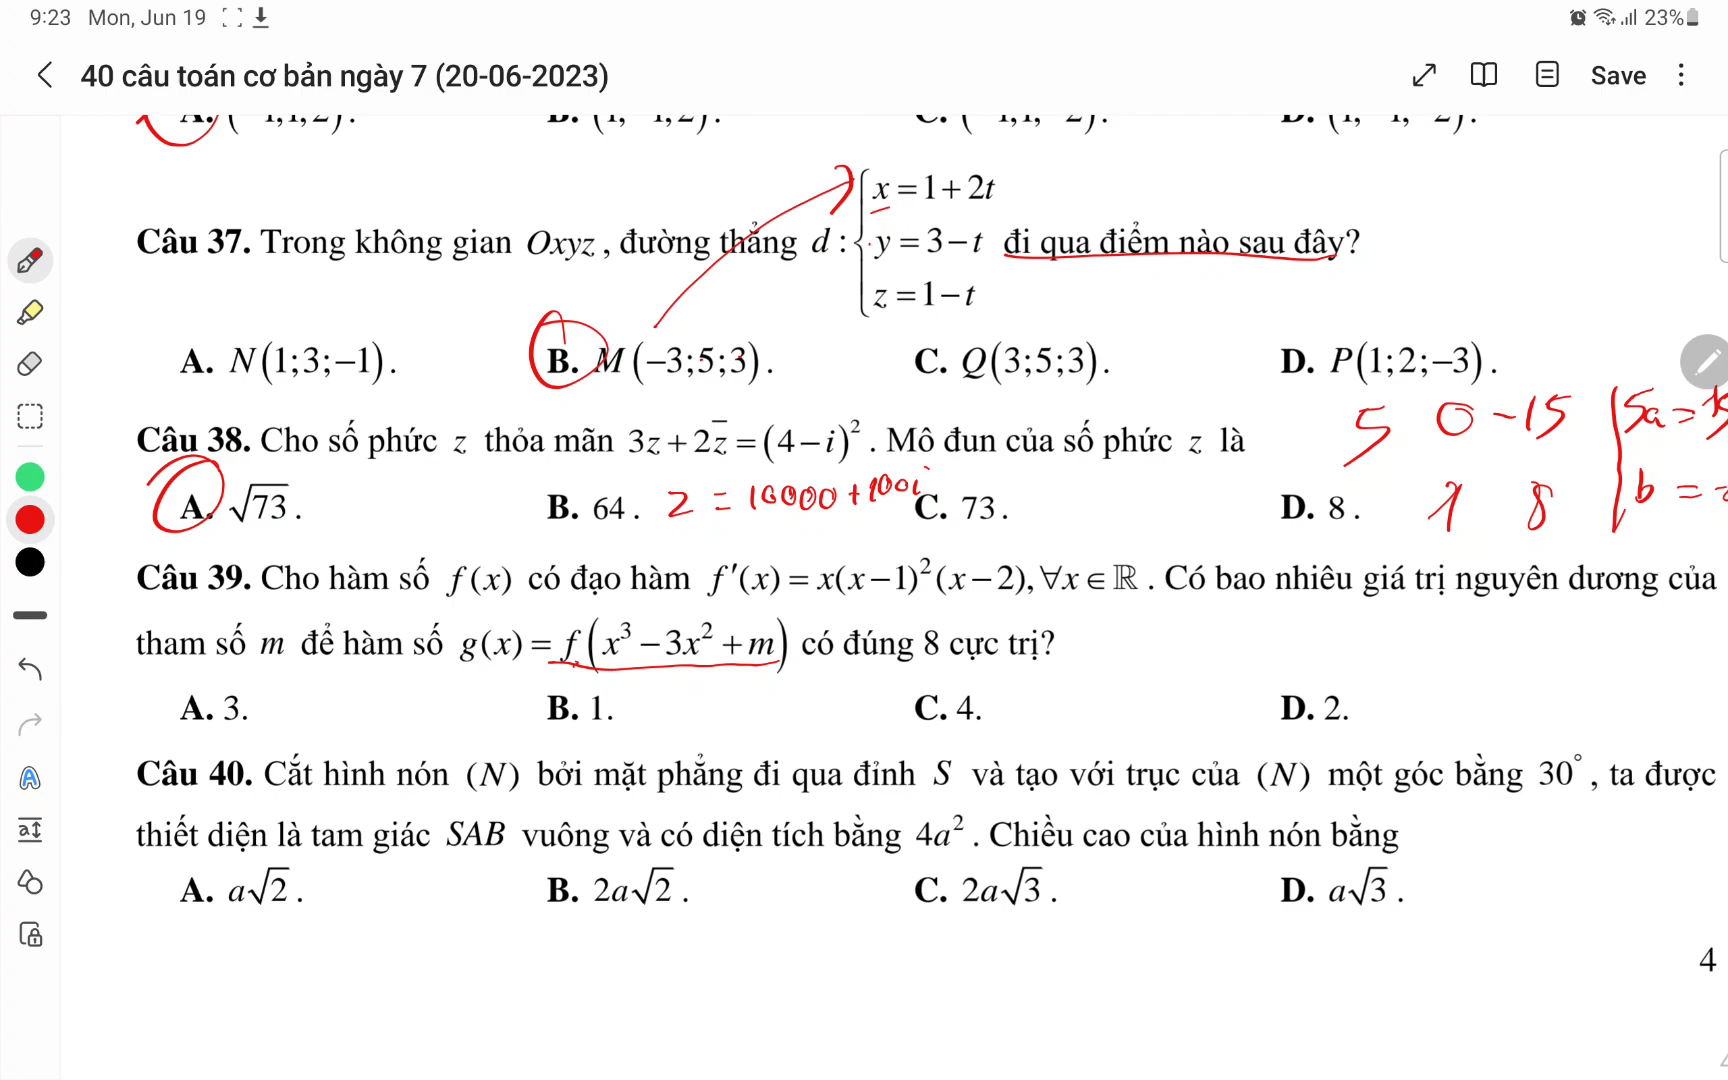 9:23 Mon, Jun 19 23%
40 câu toán cơ bản ngày 7 (20-06-2023) Save
Câu 37. Trong không gian Oxyz, đường thẳng d: { x = 1 + 2t y = 3 − t z = 1 − t đi qua điểm nào sau đây?
A. N(1;3;−1). B. M(−3;5;3). C. Q(3;5;3). D. P(1;2;−3).
5 0 −15 5a =
Câu 38. Cho số phức z thỏa mãn 3z + 2z̅ = (4 − i)². Mô đun của số phức z là
A. √73. B. 64. z = 10000 + 100i C. 73. D. 8. 1 8 b =
Câu 39. Cho hàm số f(x) có đạo hàm f′(x) = x(x−1)²(x−2), ∀x ∈ ℝ. Có bao nhiêu giá trị nguyên dương của
tham số m để hàm số g(x) = f(x³ − 3x² + m) có đúng 8 cực trị?
A. 3. B. 1. C. 4. D. 2.
Câu 40. Cắt hình nón (N) bởi mặt phẳng đi qua đỉnh S và tạo với trục của (N) một góc bằng 30°, ta được
thiết diện là tam giác SAB vuông và có diện tích bằng 4a². Chiều cao của hình nón bằng
A. a√2. B. 2a√2. C. 2a√3. D. a√3.
4